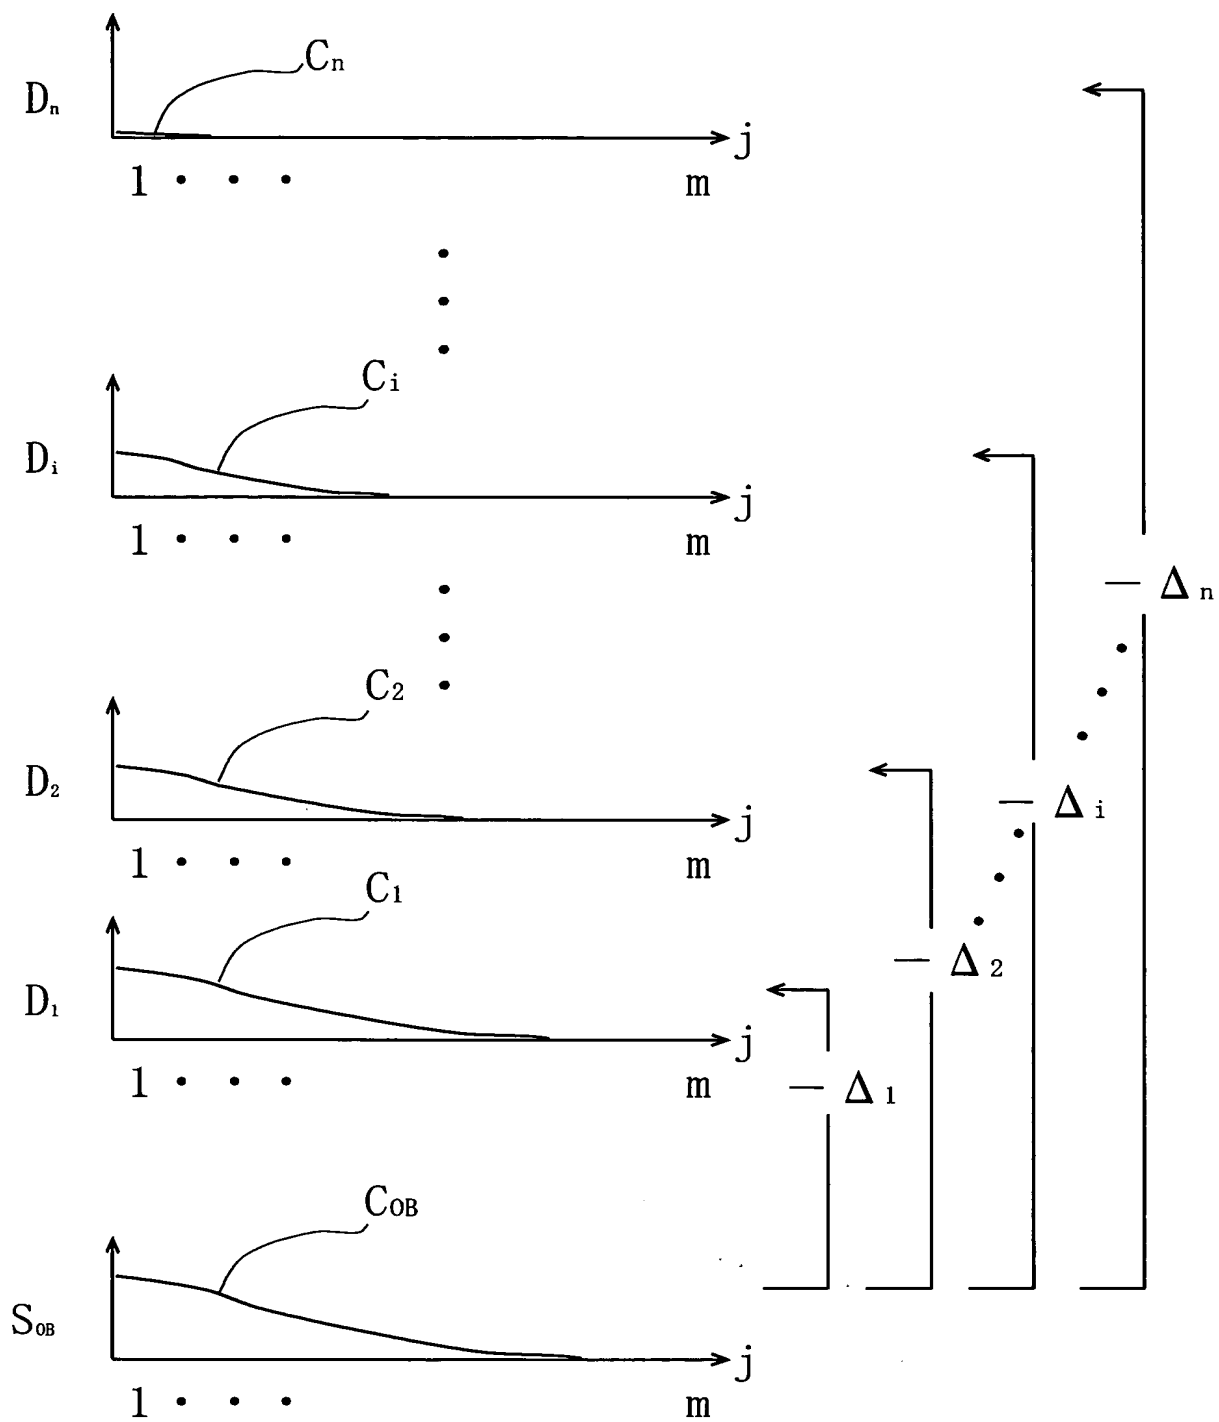 Cn
Dn
j
1 • • • m
Ci
Di
j
1 • • • m
— Δn
C2
D2
j
— Δi
1 • • • m
C1
— Δ2
D1
j
1 • • • m
— Δ1
COB
SOB
j
1 • • • m